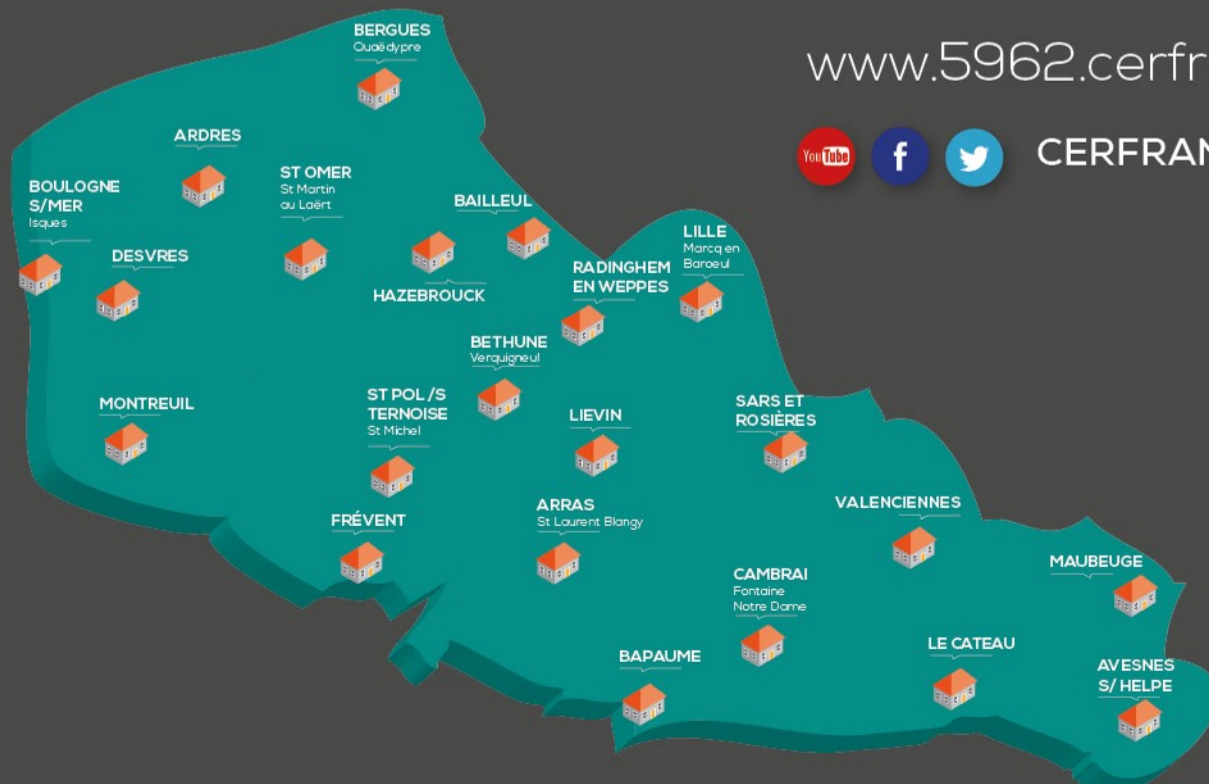 BERGUES
Quaëdypre
www.5962.cerfr
YouTube
f
CERFRAN
ARDRES
ST OMER
St Martin
au Laërt
BOULOGNE
S/MER
Isques
BAILLEUL
LILLE
Marcq en
Baroeul
DESVRES
HAZEBROUCK
RADINGHEM
EN WEPPES
BETHUNE
Verquigneul
MONTREUIL
ST POL /S
TERNOISE
St Michel
LIEVIN
SARS ET
ROSIÈRES
FRÉVENT
ARRAS
St Laurent Blangy
VALENCIENNES
MAUBEUGE
CAMBRAI
Fontaine
Notre Dame
BAPAUME
LE CATEAU
AVESNES
S/ HELPE